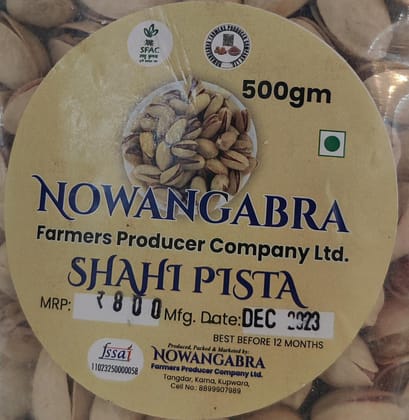 SFAC
500gm
NOWANGABRA
Farmers Producer Company Ltd.
SHAHI PISTA
MRP: ₹800 Mfg. Date: DEC 2023
BEST BEFORE 12 MONTHS
fssai
11023250000058
Produced, Packed & Marketed by:
NOWANGABRA
Farmers Producer Company Ltd.
Tangdar, Karna, Kupwara,
Cell No.: 8899907989